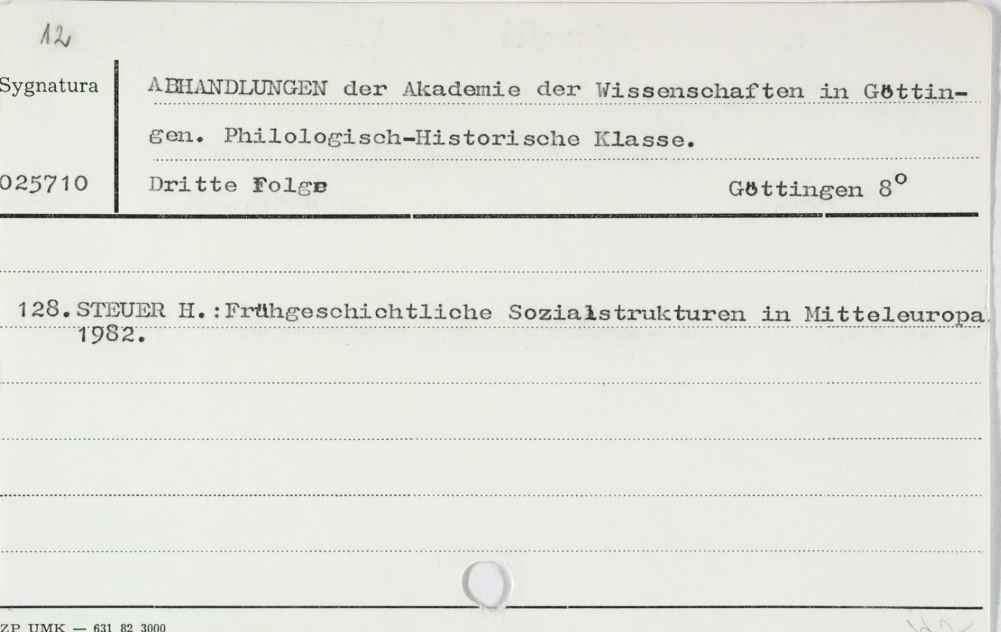 12
Sygnatura
ABHANDLUNGEN der Akademie der Wissenschaften in Göttin-
gen. Philologisch-Historische Klasse.
025710
Dritte Folge Göttingen 8°
128. STEUER H.:Frühgeschichtliche Sozialstrukturen in Mitteleuropa.
1982.
ZP UMK — 631 82 3000